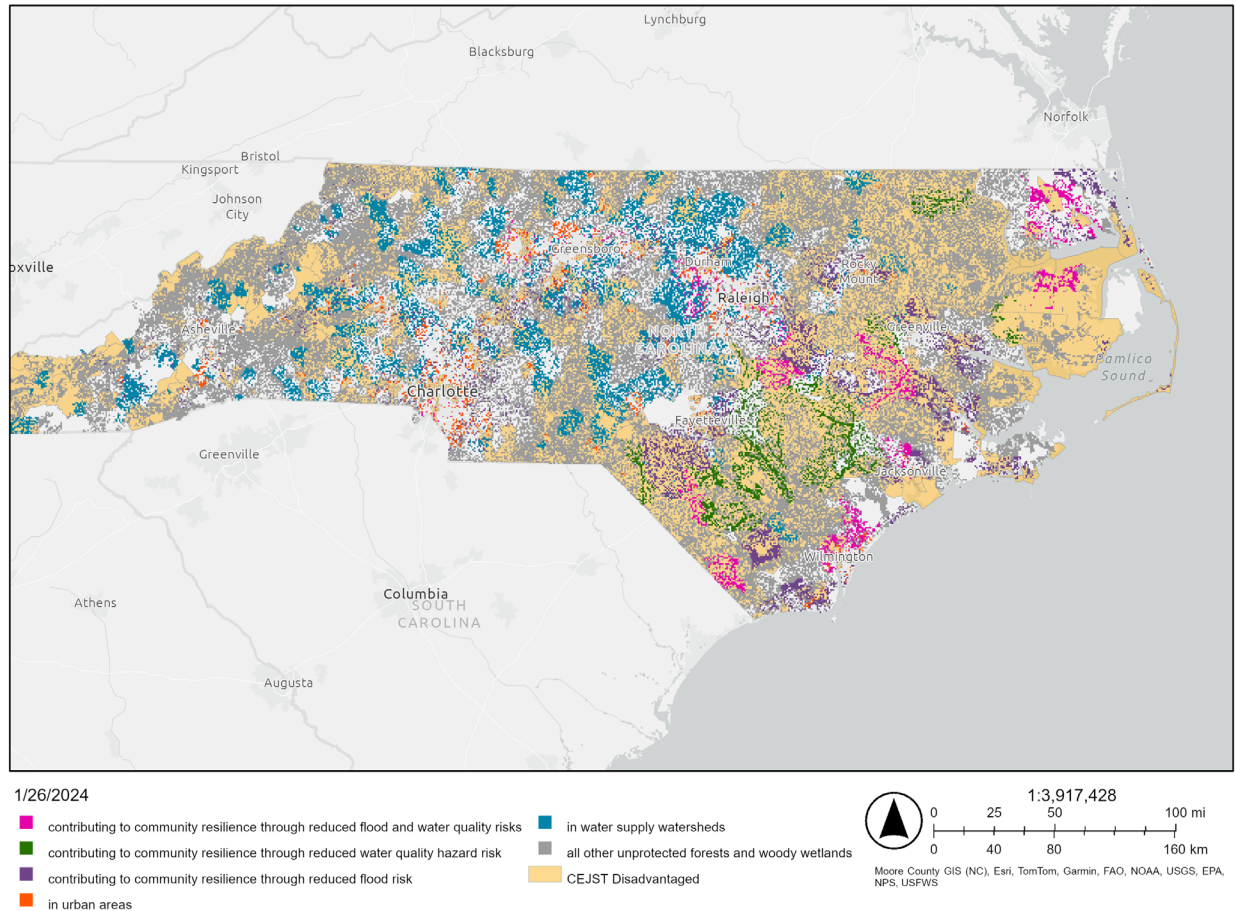 Lynchburg
Blacksburg
Norfolk
Bristol
Kingsport
Johnson
City
oxville
Greensboro
Durham
Rocky
Mount
Raleigh
Asheville
NORTH
CAROLINA
Greenville
Pamlico
Sound
Charlotte
Fayetteville
Greenville
Jacksonville
Wilmington
Columbia
SOUTH
CAROLINA
Athens
Augusta
1/26/2024
contributing to community resilience through reduced flood and water quality risks
contributing to community resilience through reduced water quality hazard risk
contributing to community resilience through reduced flood risk
in urban areas
in water supply watersheds
all other unprotected forests and woody wetlands
CEJST Disadvantaged
1:3,917,428
0 25 50 100 mi
0 40 80 160 km
Moore County GIS (NC), Esri, TomTom, Garmin, FAO, NOAA, USGS, EPA,
NPS, USFWS